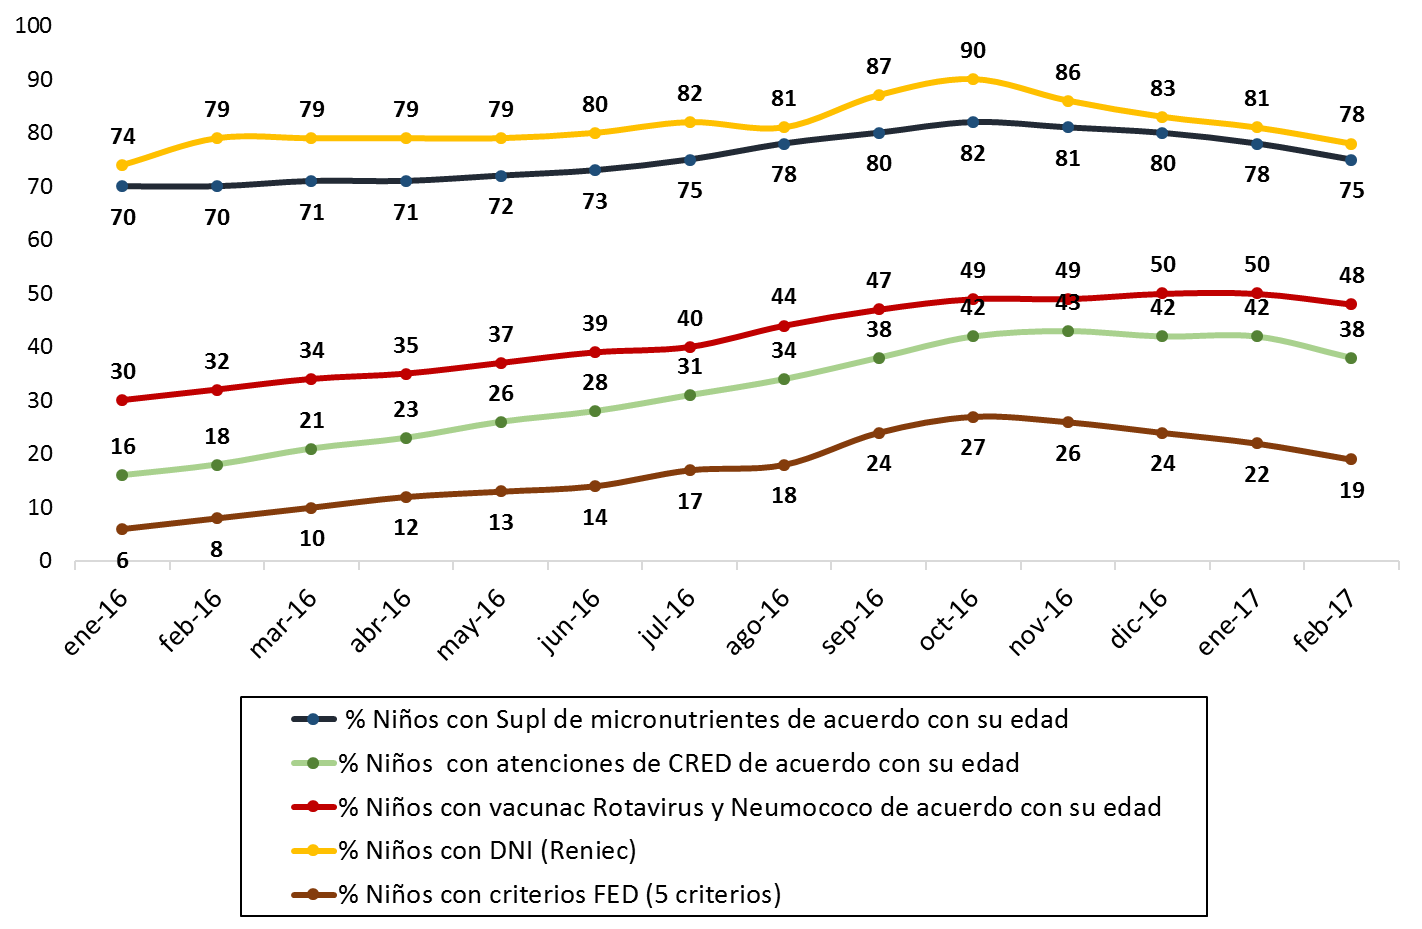 100
90
80
70
60
50
40
30
20
10
0
74 79 79 79 79 80 82 81 87 90 86 83 81 78
70 70 71 71 72 73 75 78 80 82 81 80 78 75
30 32 34 35 37 39 40 44 47 49 49 50 50 48
16 18 21 23 26 28 31 34 38 42 43 42 42 38
6 8 10 12 13 14 17 18 24 27 26 24 22 19
ene-16 feb-16 mar-16 abr-16 may-16 jun-16 jul-16 ago-16 sep-16 oct-16 nov-16 dic-16 ene-17 feb-17
% Niños con Supl de micronutrientes de acuerdo con su edad
% Niños  con atenciones de CRED de acuerdo con su edad
% Niños con vacunac Rotavirus y Neumococo de acuerdo con su edad
% Niños con DNI (Reniec)
% Niños con criterios FED (5 criterios)